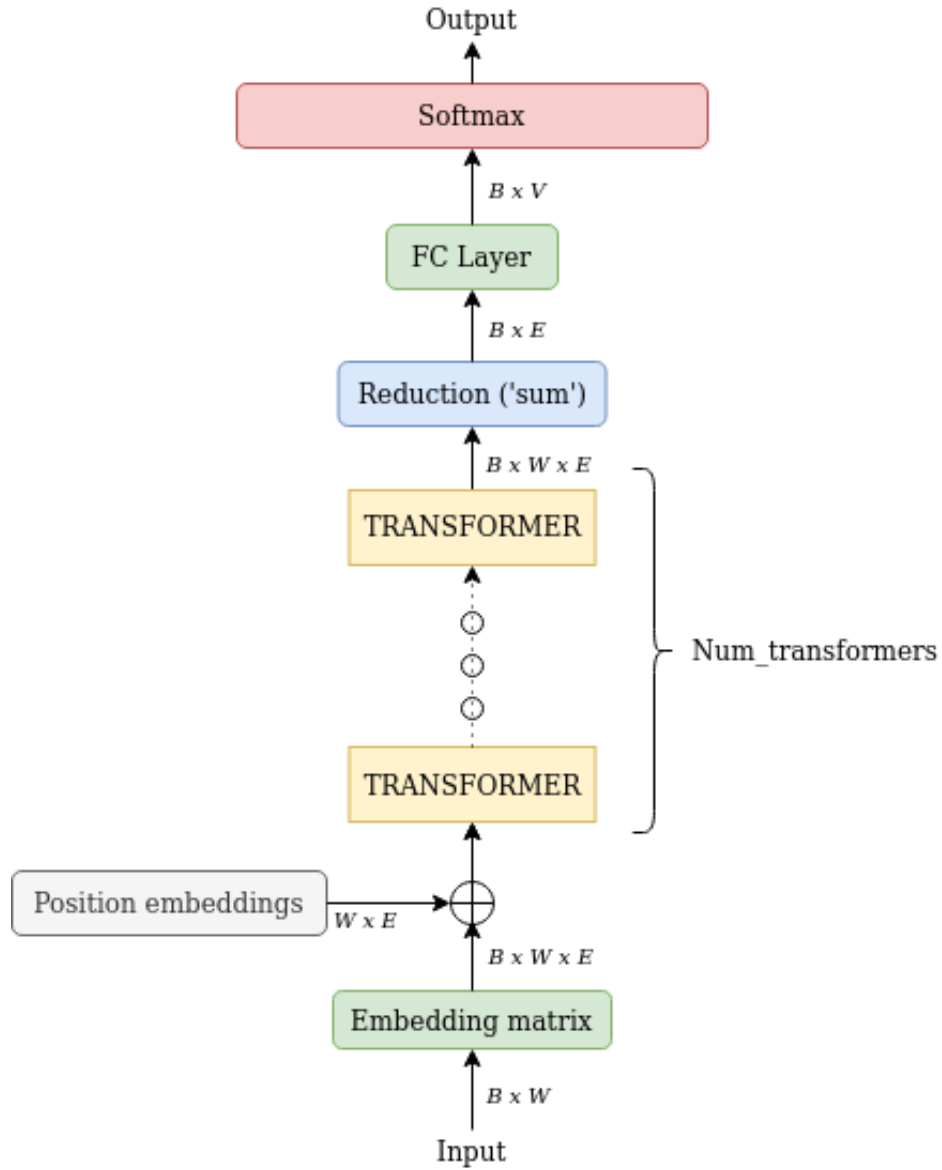 Output
Softmax
B x V
FC Layer
B x E
Reduction ('sum')
B x W x E
TRANSFORMER
Num_transformers
TRANSFORMER
Position embeddings
W x E
B x W x E
Embedding matrix
B x W
Input